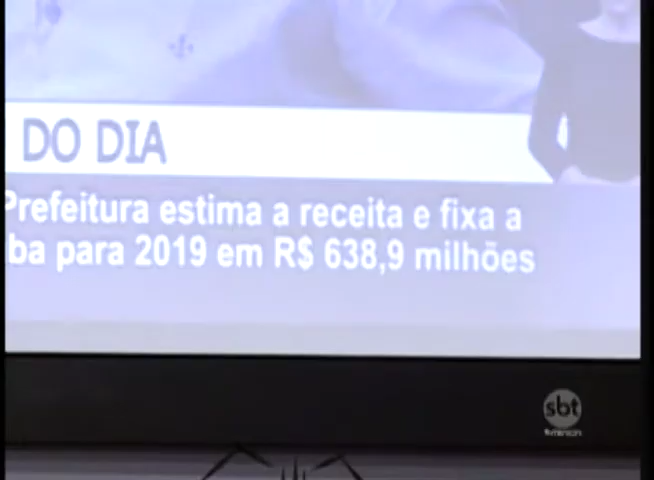 DO DIA
Prefeitura estima a receita e fixa a
ba para 2019 em R$ 638,9 milhões
sbt